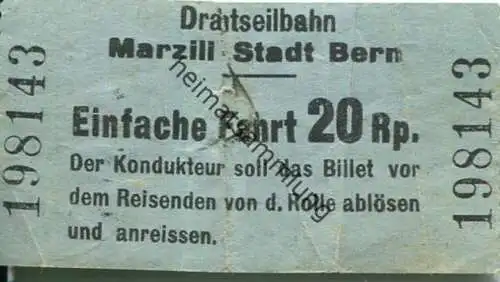 Drahtseilbahn
Marzili Stadt Bern
Einfache Fahrt 20 Rp.
Der Kondukteur soll das Billet vor
dem Reisenden von d. Rolle ablösen
und anreissen.
198143
198143
heimatsammlung